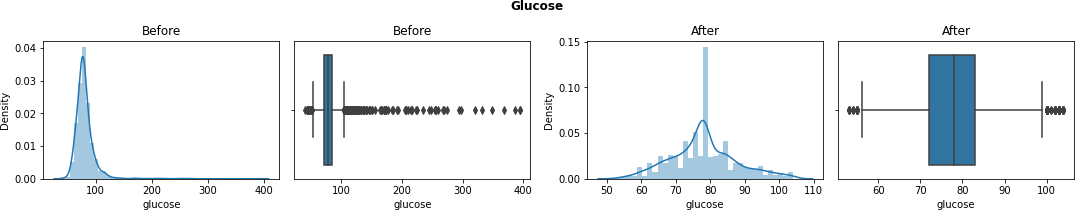 Glucose
Before
Before
After
After
0.04
0.03
0.02
0.01
0.00
Density
100 200 300 400
glucose
100 200 300 400
glucose
0.15
0.10
0.05
0.00
Density
50 60 70 80 90 100 110
glucose
60 70 80 90 100
glucose